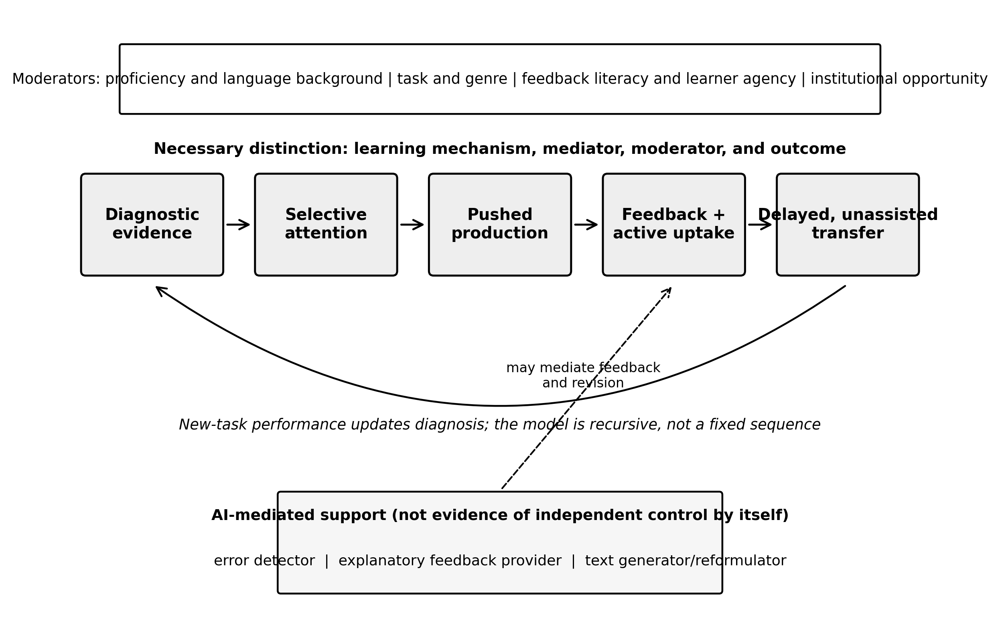 Moderators: proficiency and language background | task and genre | feedback literacy and learner agency | institutional opportunity
Necessary distinction: learning mechanism, mediator, moderator, and outcome
Diagnostic
evidence
Selective
attention
Pushed
production
Feedback +
active uptake
Delayed, unassisted
transfer
may mediate feedback
and revision
New-task performance updates diagnosis; the model is recursive, not a fixed sequence
AI-mediated support (not evidence of independent control by itself)
error detector | explanatory feedback provider | text generator/reformulator